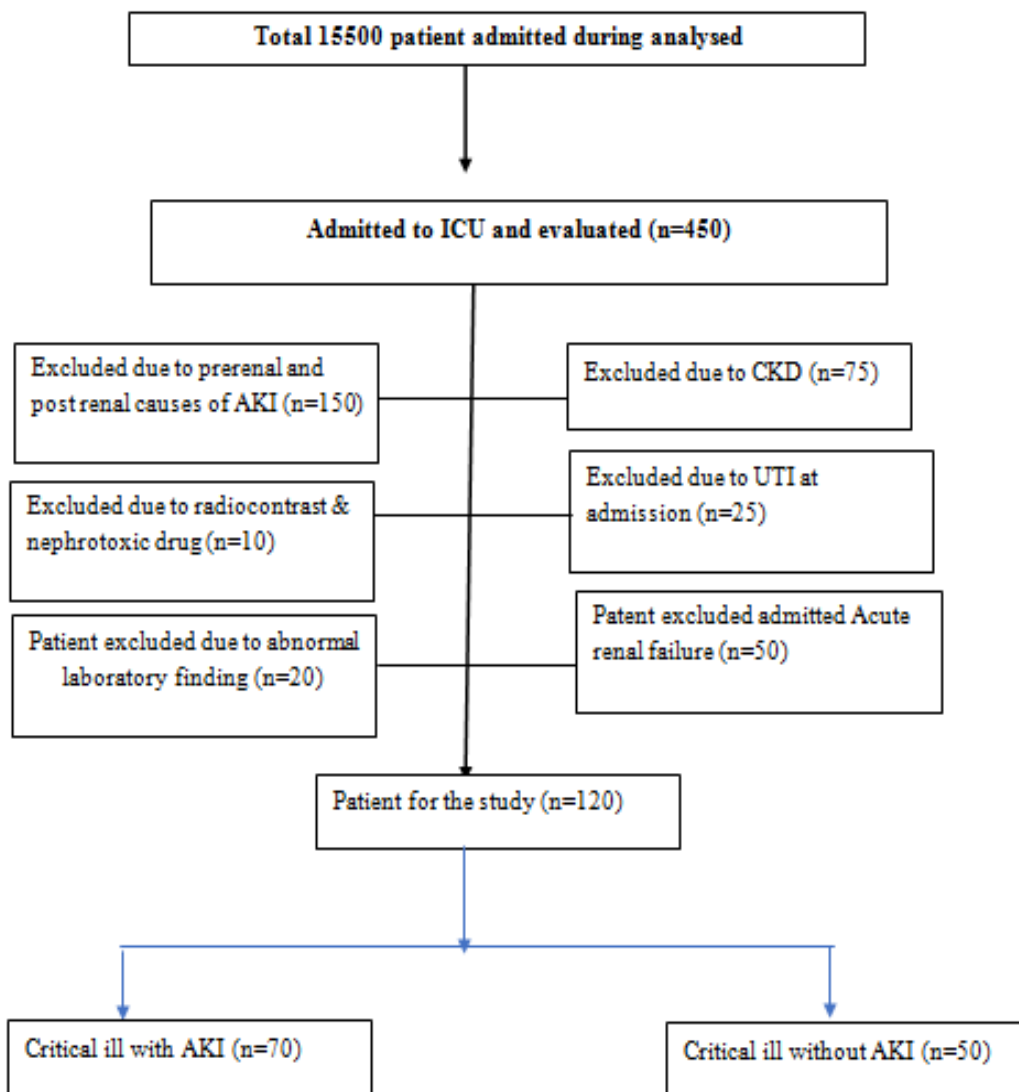 Total 15500 patient admitted during analysed
Admitted to ICU and evaluated (n=450)
Excluded due to prerenal and
post renal causes of AKI (n=150)
Excluded due to CKD (n=75)
Excluded due to radiocontrast &
nephrotoxic drug (n=10)
Excluded due to UTI at
admission (n=25)
Patient excluded due to abnormal
laboratory finding (n=20)
Patent excluded admitted Acute
renal failure (n=50)
Patient for the study (n=120)
Critical ill with AKI (n=70)
Critical ill without AKI (n=50)